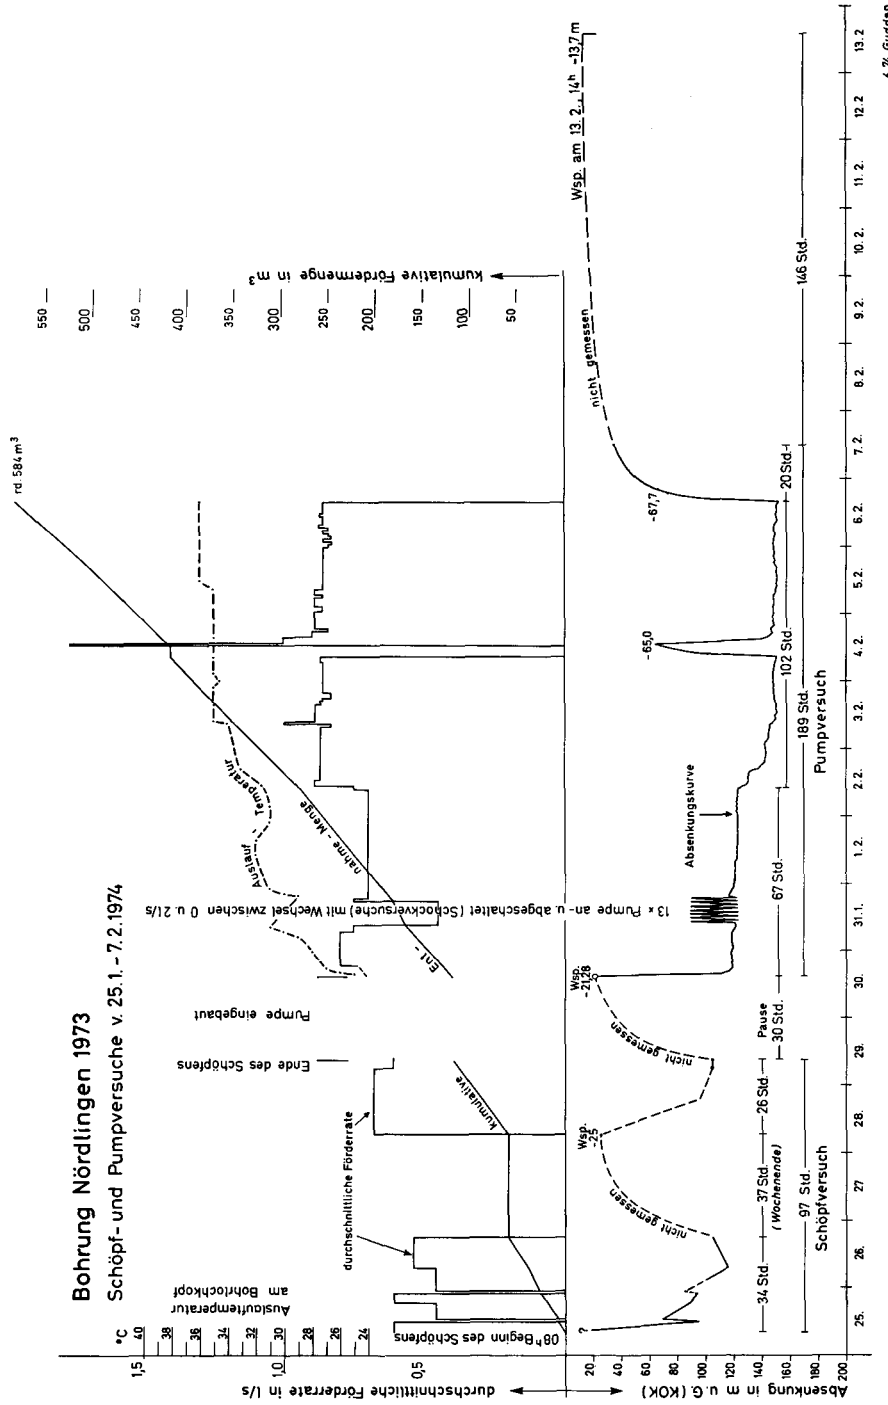 Bohrung Nördlingen 1973
Schöpf- und Pumpversuche v. 25.1.-7.2.1974
°C
40
38
36
34
32
30
28
26
24
1,5
1,0
0,5
durchschnittliche Förderrate in l/s
Auslauftemperatur
am Bohrlochkopf
08ʰ Beginn des Schöpfens
durchschnittliche Förderrate
Ende des Schöpfens
Pumpe eingebaut
kumulative
Ent-
nahme - Menge
Auslauf
Temperatur
13 x Pumpe an- u. abgeschaltet (Schockversuche) mit Wechsel zwischen 0 u. 2 l/s
rd. 584 m³
550
500
450
400
350
300
250
200
150
100
50
kumulative Fördermenge in m³
20
40
60
80
100
120
140
160
180
200
Absenkung in m u. G (KOK)
?
nicht gemessen
Wsp.
-25
nicht gemessen
Wsp.
-21,28
Absenkungskurve
-65,0
-67,7
nicht gemessen
Wsp. am 13. 2., 14ʰ -13,7m
34 Std.
37 Std.
(Wochenende)
26 Std.
Pause
30 Std.
67 Std.
102 Std.
20 Std.
97 Std.
Schöpfversuch
189 Std.
Pumpversuch
146 Std.
25.
26.
27
28.
29.
30.
31.1.
1.2.
2.2.
3.2.
4.2.
5.2.
6.2.
7.2.
8.2.
9.2.
10.2.
11.2.
12.2.
13.2